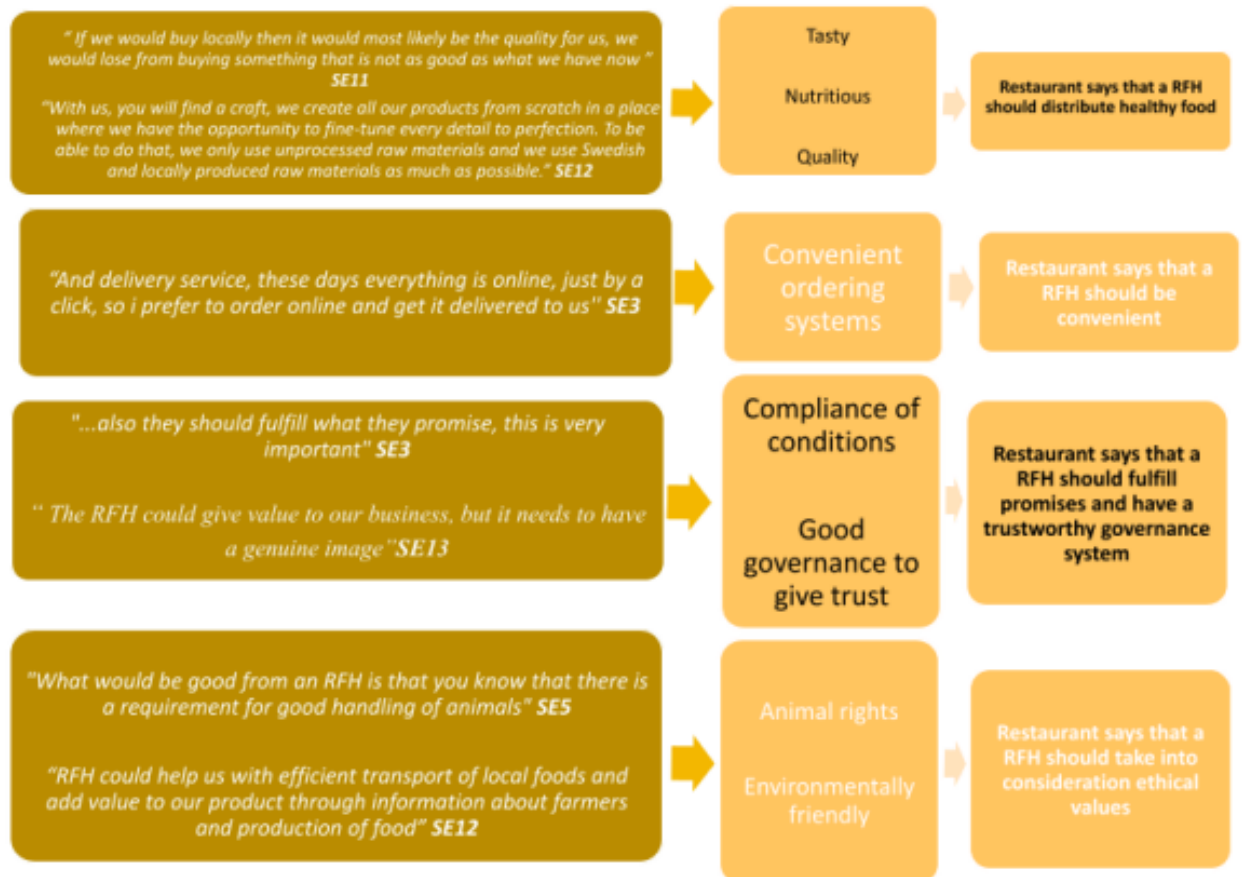 “ If we would buy locally then it would most likely be the quality for us, we
would lose from buying something that is not as good as what we have now ”
SE11
“With us, you will find a craft, we create all our products from scratch in a place
where we have the opportunity to fine-tune every detail to perfection. To be
able to do that, we only use unprocessed raw materials and we use Swedish
and locally produced raw materials as much as possible.” SE12
Tasty
Nutritious
Quality
Restaurant says that a RFH
should distribute healthy food
“And delivery service, these days everything is online, just by a
click, so i prefer to order online and get it delivered to us” SE3
Convenient
ordering
systems
Restaurant says that a
RFH should be
convenient
"...also they should fulfill what they promise, this is very
important" SE3
“ The RFH could give value to our business, but it needs to have
a genuine image”SE13
Compliance of
conditions
Good
governance to
give trust
Restaurant says that a
RFH should fulfill
promises and have a
trustworthy governance
system
"What would be good from an RFH is that you know that there is
a requirement for good handling of animals" SE5
“RFH could help us with efficient transport of local foods and
add value to our product through information about farmers
and production of food” SE12
Animal rights
Environmentally
friendly
Restaurant says that a
RFH should take into
consideration ethical
values